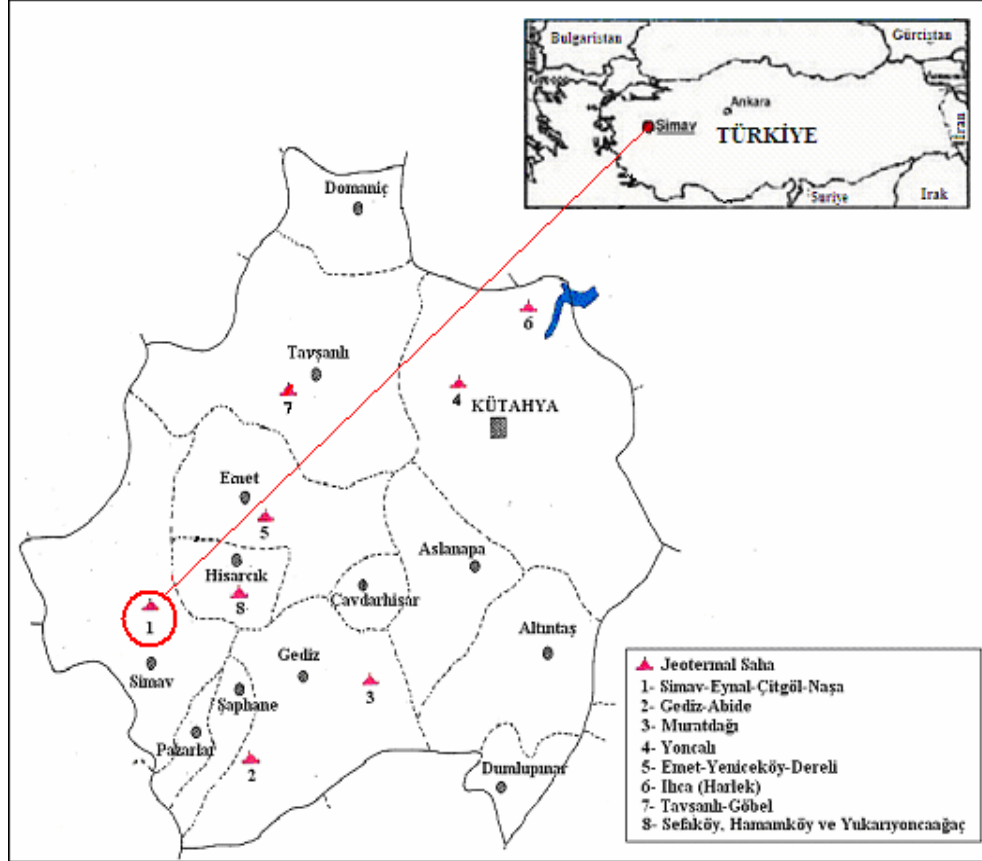 Bulgaristan
Gürcistan
Ankara
Simav
TÜRKİYE
İran
Suriye
Irak
Domaniç
6
Tavşanlı
7
4
KÜTAHYA
Emet
5
Aslanapa
Hisarcık
8
Çavdarhisar
1
Simav
Gediz
Altıntaş
3
Şaphane
Pazarlar
2
Dumlupınar
Jeotermal Saha
1- Simav-Eynal-Çitgöl-Naşa
2- Gediz-Abide
3- Muratdağı
4- Yoncalı
5- Emet-Yeniceköy-Dereli
6- Ilıca (Harlek)
7- Tavsanlı-Göbel
8- Sefaköy, Hamamköy ve Yukarıyoncaağaç